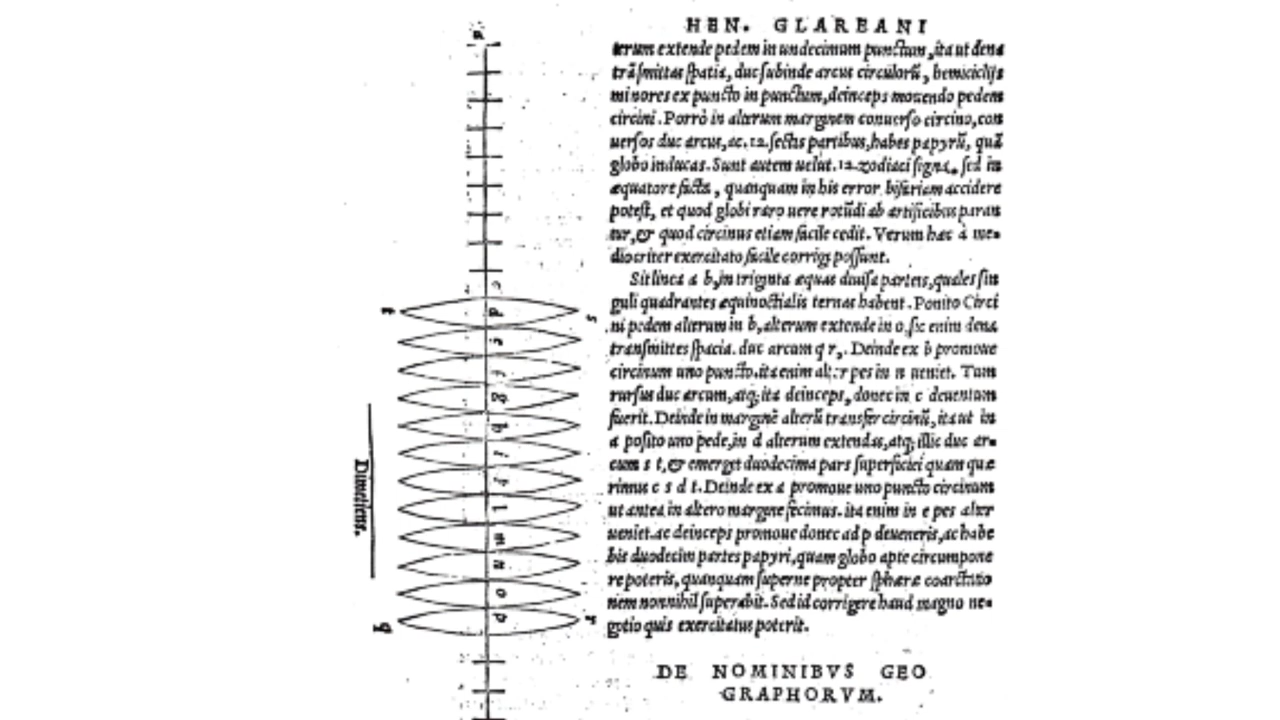 HEN. GLAREANI
terum extende pedem in undecimum punctum, ita ut dena
trāsmittas spatia, duc subinde arcus circulorū, hemiciclijs
minores ex puncto in punctum, deinceps mouendo pedem
circini. Porrò in alterum marginem conuerso circino, con
uersos duc arcus, ac. 12. sectis partibus, habes papyrū, quā
globo inducas. Sunt autem uelut. 12. zodiaci signa, sed in
æquatore facta, quanquam in his error bifariam accidere
potest, et quod globi raro uere rotūdi ab artificibus paran
tur, & quod circinus etiam facile cedit. Verum hæc à me-
diocriter exercitato facile corrigi possunt.
Sit linea a b, in triginta æquas diuisa parteis, quales sin
guli quadrantes æquinoctialis ternas habent. Ponito Circi
ni pedem alterum in b, alterum extende in o, sic enim dena
transmittes spacia. duc arcum q r,. Deinde ex b promoue
circinum uno puncto. ita enim alter pes in n ueniet. Tum
rursus duc arcum, atq; ita deinceps, donec in c deuentum
fuerit. Deinde in marginē alterū transfer circinū, ita ut in
a posito uno pede, in d alterum extendas, atq; illic duc ar-
cum s t, & emerget duodecima pars superficiei quam quæ
rimus c s d t. Deinde ex a promoue uno puncto circinum
ut antea in altero margine fecimus. ita enim in e pes alter
ueniet. ac deinceps promoue donec ad p deueneris, ac habe
bis duodecim partes papyri, quam globo apte circumpone
re poteris, quanquam superne propter sphæræ coarctatio
nem nonnihil superabit. Sed id corrigere haud magno ne-
gotio quis exercitatus poterit.
DE NOMINIBVS GEO
GRAPHORVM.
a
c
t
d
s
e
f
g
h
i
k
l
m
n
o
q
p
r
Dimetiens.